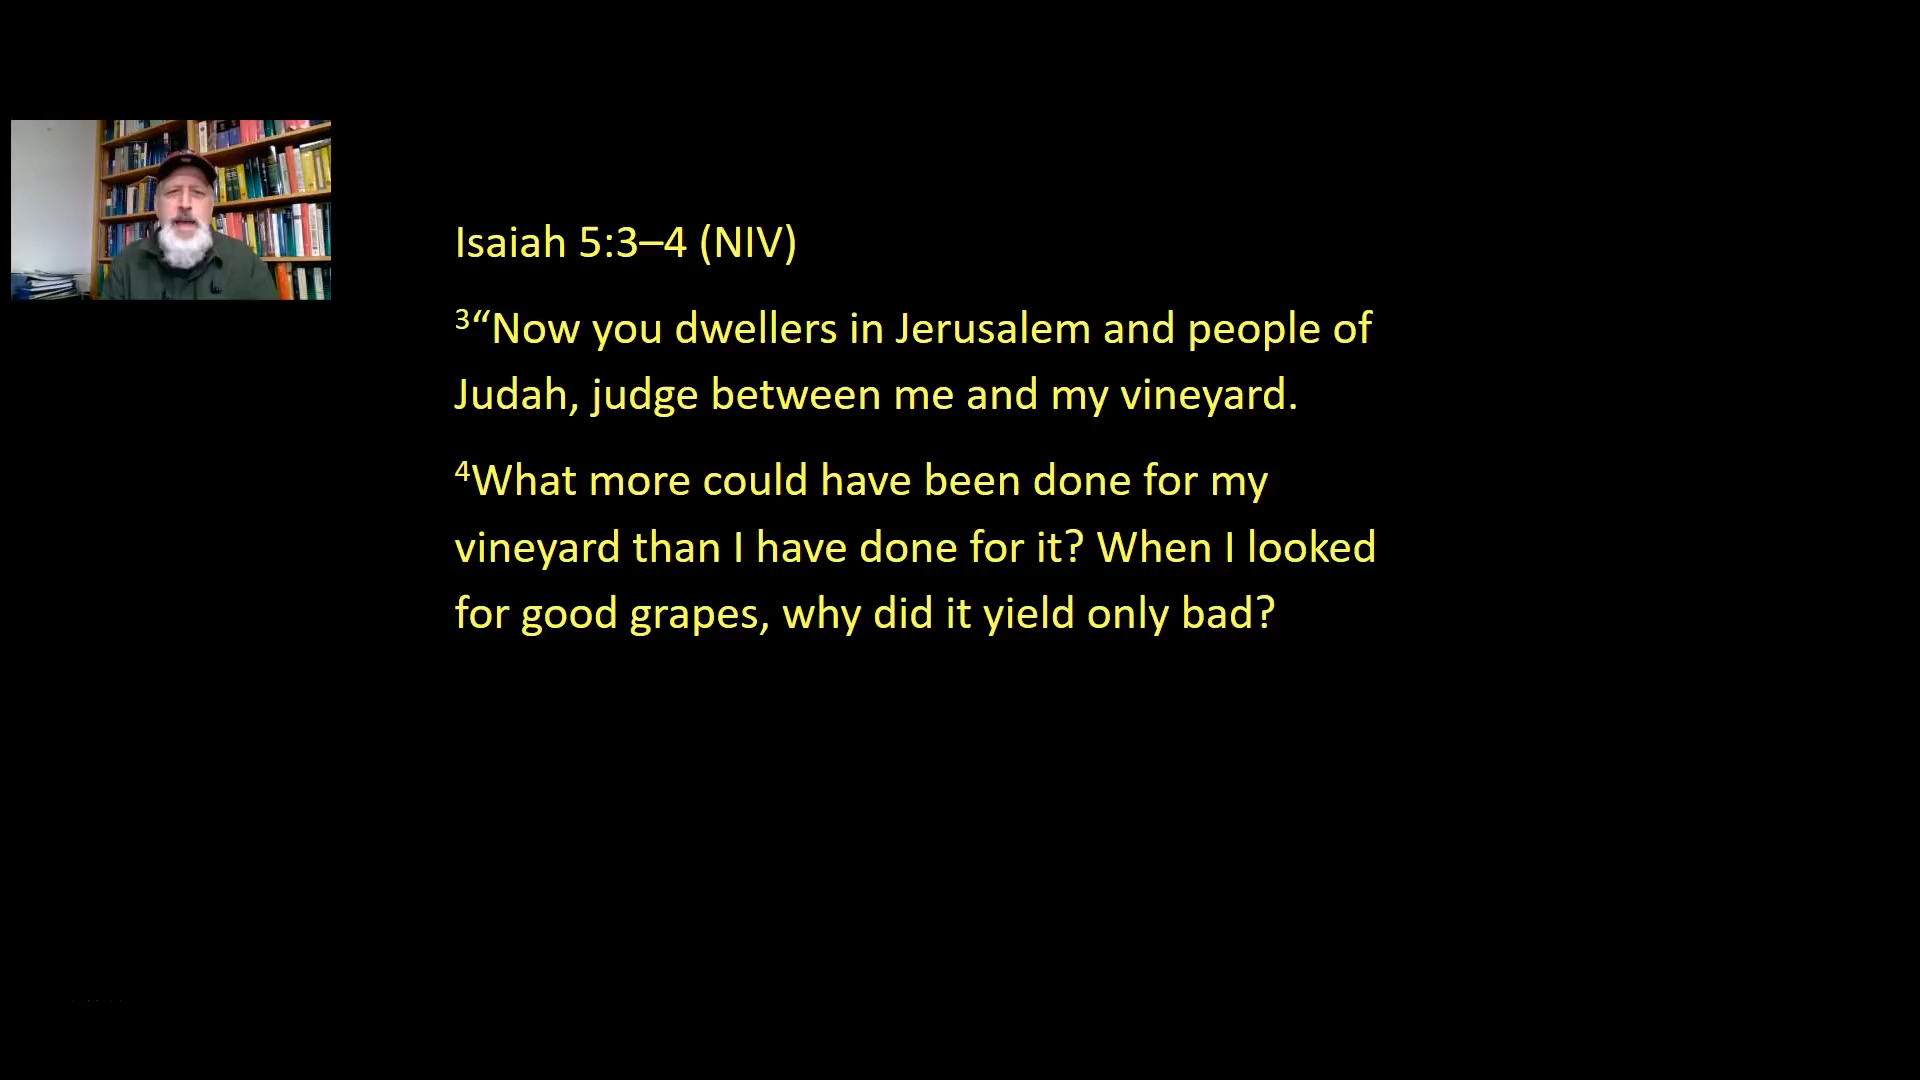 Isaiah 5:3–4 (NIV)
³“Now you dwellers in Jerusalem and people of
Judah, judge between me and my vineyard.
⁴What more could have been done for my
vineyard than I have done for it? When I looked
for good grapes, why did it yield only bad?